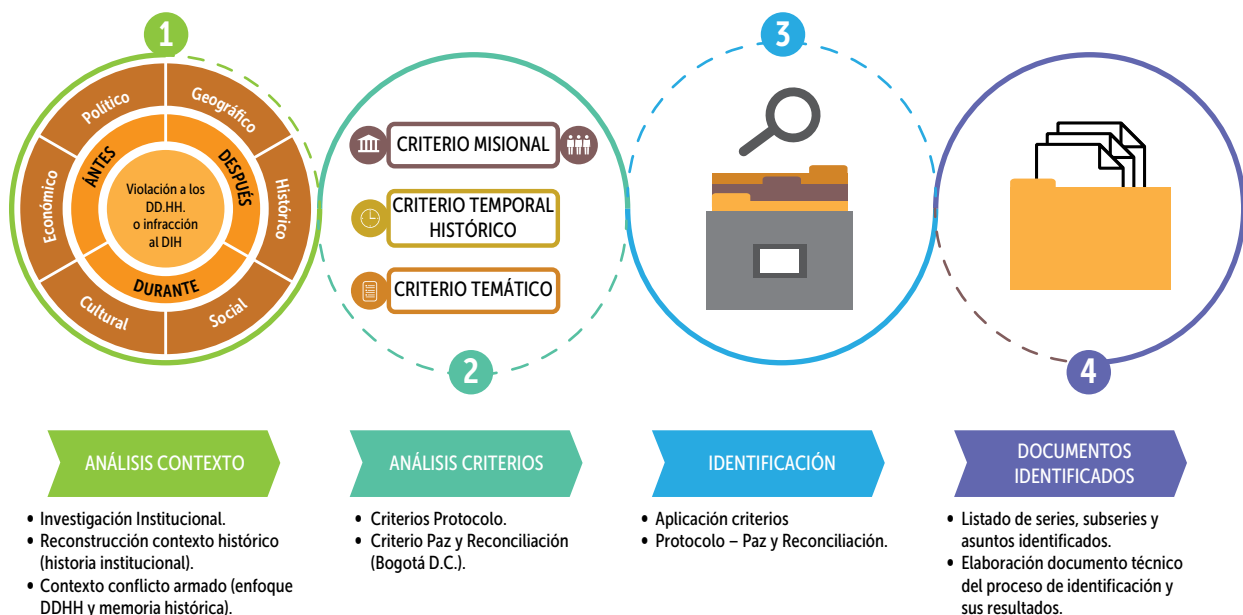 1
Político
Geográfico
Económico
Histórico
Cultural
Social
ÁNTES
DESPUÉS
DURANTE
Violación a los
DD.HH.
o infracción
al DIH
CRITERIO MISIONAL
CRITERIO TEMPORAL
HISTÓRICO
CRITERIO TEMÁTICO
2
3
4
ANÁLISIS CONTEXTO
• Investigación Institucional.
• Reconstrucción contexto histórico
(historia institucional).
• Contexto conflicto armado (enfoque
DDHH y memoria histórica).
ANÁLISIS CRITERIOS
• Criterios Protocolo.
• Criterio Paz y Reconciliación
(Bogotá D.C.).
IDENTIFICACIÓN
• Aplicación criterios
• Protocolo – Paz y Reconciliación.
DOCUMENTOS
IDENTIFICADOS
• Listado de series, subseries y
asuntos identificados.
• Elaboración documento técnico
del proceso de identificación y
sus resultados.